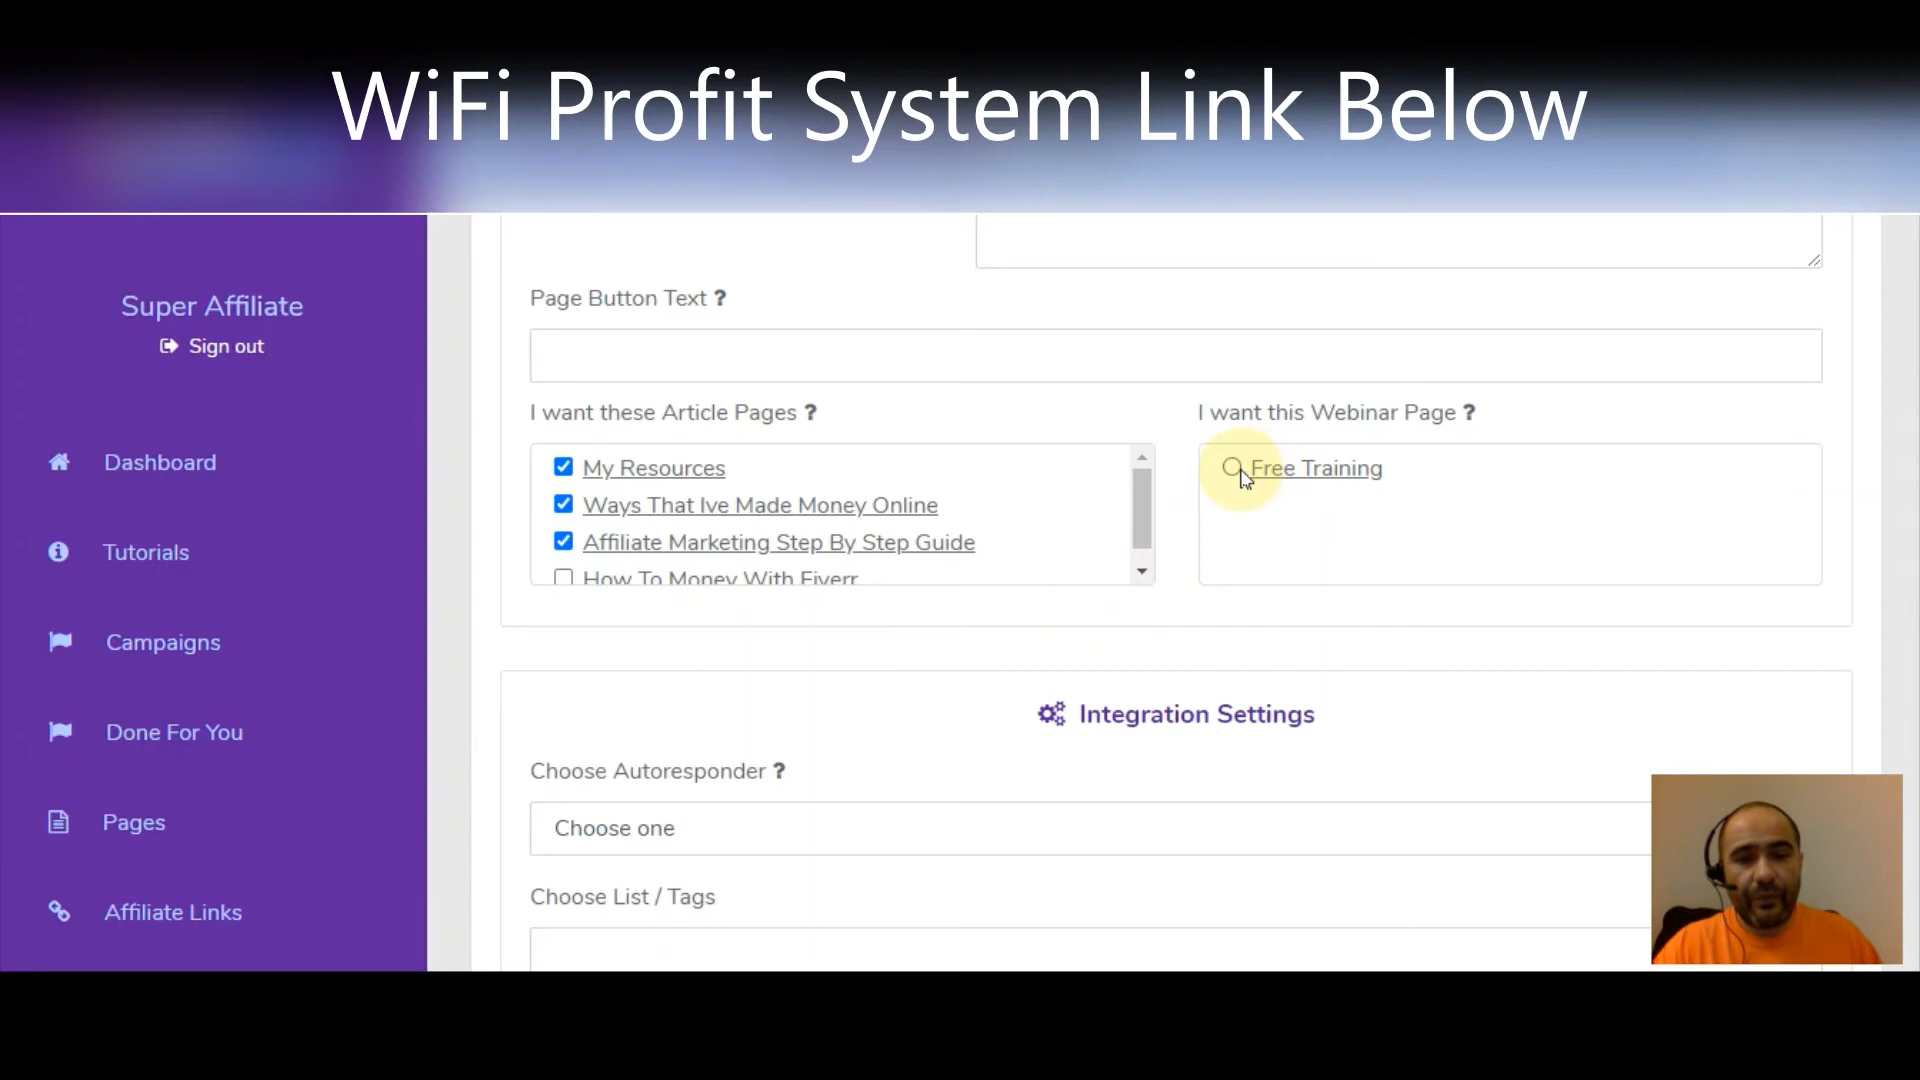 WiFi Profit System Link Below
Super Affiliate
Sign out
Dashboard
Tutorials
Campaigns
Done For You
Pages
Affiliate Links
Page Button Text ?
I want these Article Pages ?
My Resources
Ways That Ive Made Money Online
Affiliate Marketing Step By Step Guide
How To Money With Fiverr
I want this Webinar Page ?
Free Training
Integration Settings
Choose Autoresponder ?
Choose one
Choose List / Tags